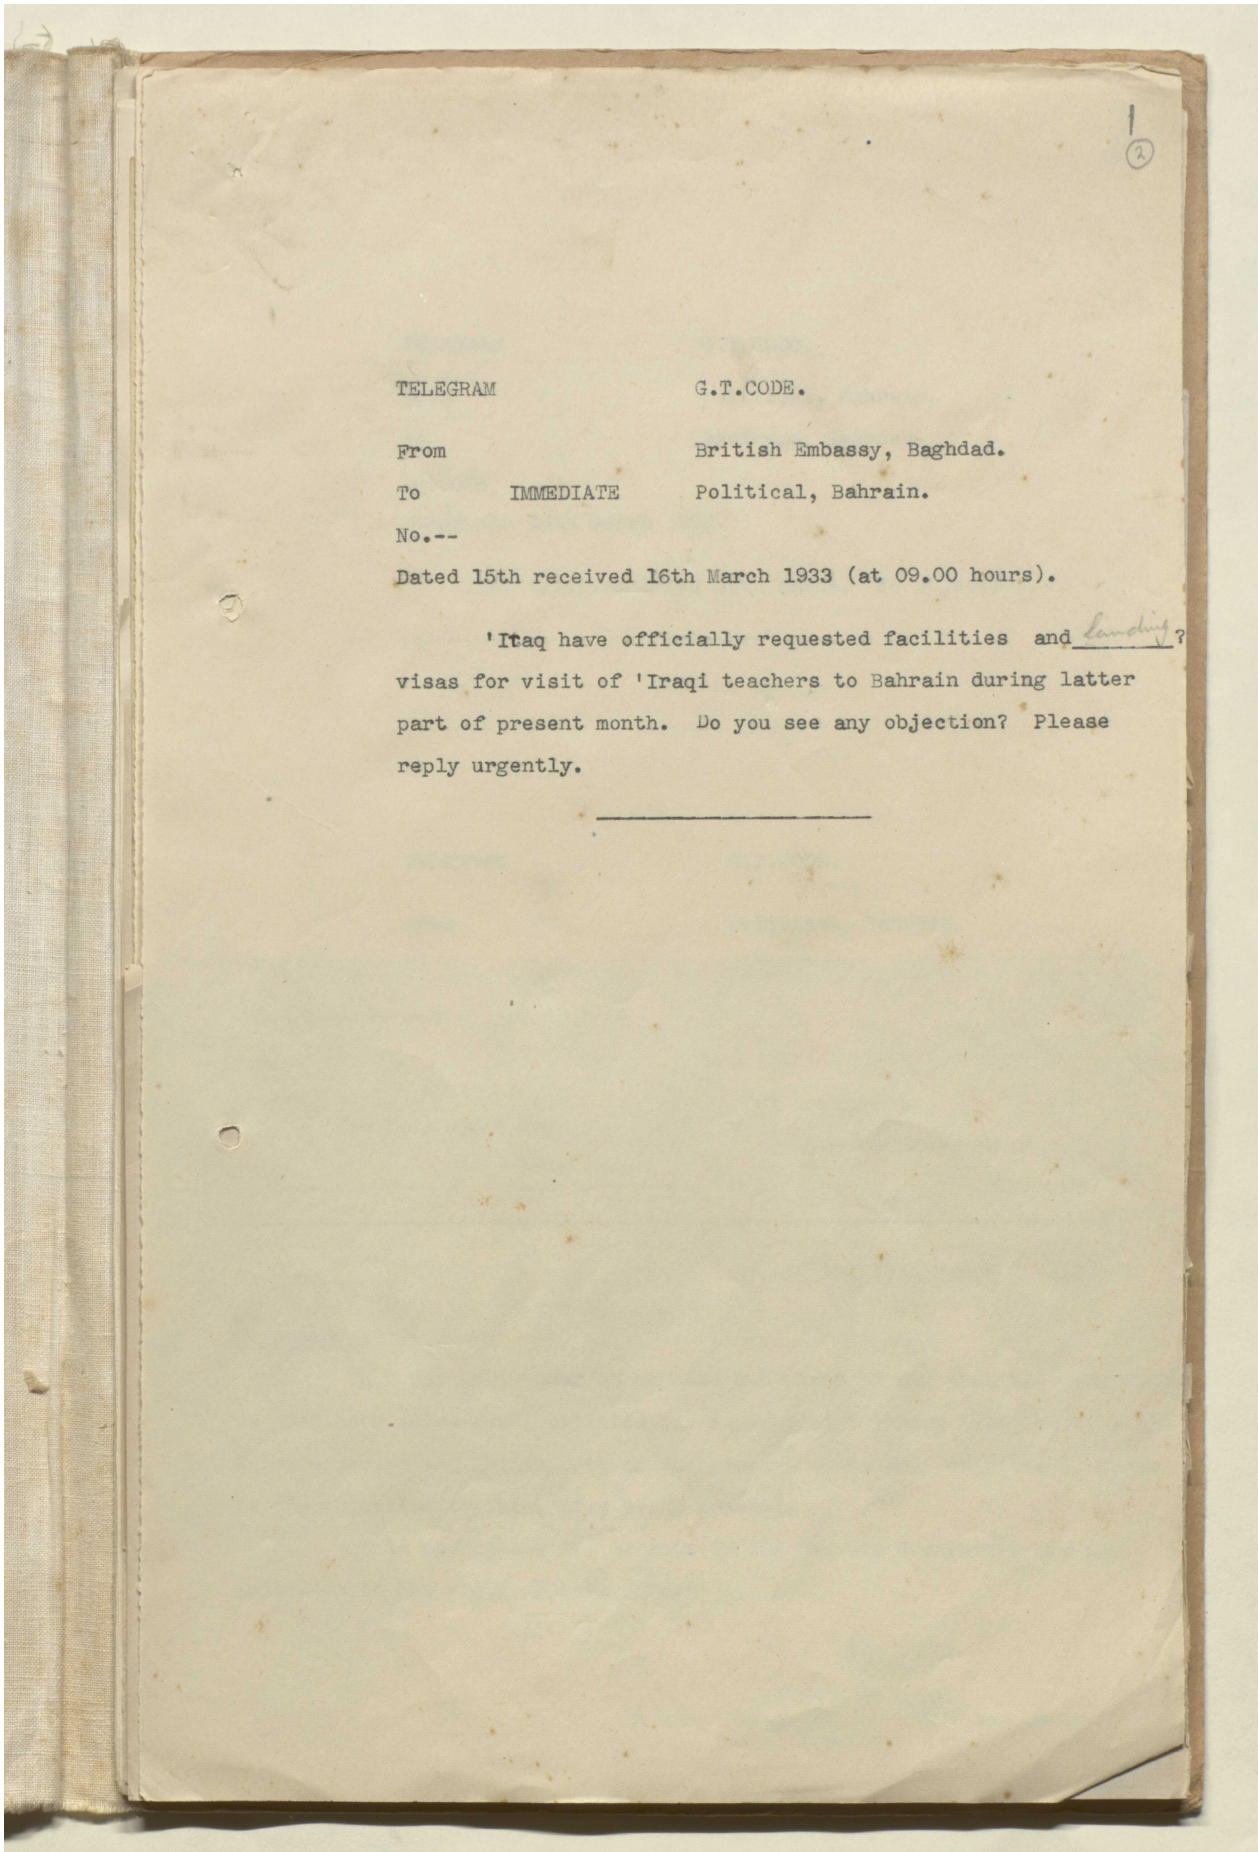 1
2
TELEGRAM G.T.CODE.
From British Embassy, Baghdad.
To IMMEDIATE Political, Bahrain.
No.--
Dated 15th received 16th March 1933 (at 09.00 hours).
'Itaq have officially requested facilities and landing?
visas for visit of 'Iraqi teachers to Bahrain during latter
part of present month. Do you see any objection? Please
reply urgently.